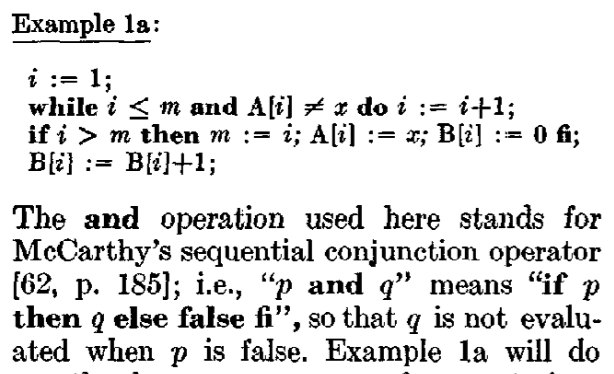 Example 1a:
i := 1;
while i ≤ m and A[i] ≠ x do i := i+1;
if i > m then m := i; A[i] := x; B[i] := 0 fi;
B[i] := B[i]+1;
The and operation used here stands for
McCarthy's sequential conjunction operator
[62, p. 185]; i.e., “p and q” means “if p
then q else false fi”, so that q is not evalu-
ated when p is false. Example 1a will do